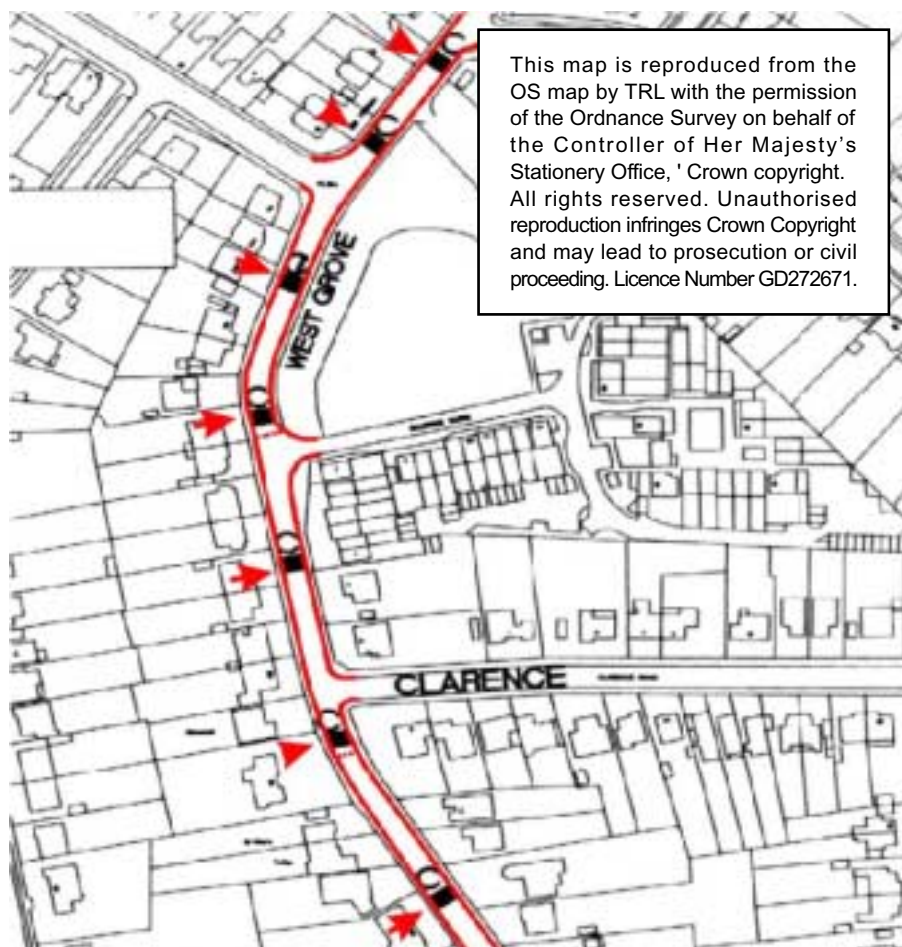 This map is reproduced from the
OS map by TRL with the permission
of the Ordnance Survey on behalf of
the Controller of Her Majesty's
Stationery Office, ' Crown copyright.
All rights reserved. Unauthorised
reproduction infringes Crown Copyright
and may lead to prosecution or civil
proceeding. Licence Number GD272671.
C
C
C
WEST GROVE
C
C
CLARENCE
CLARENCE ROAD
C
C